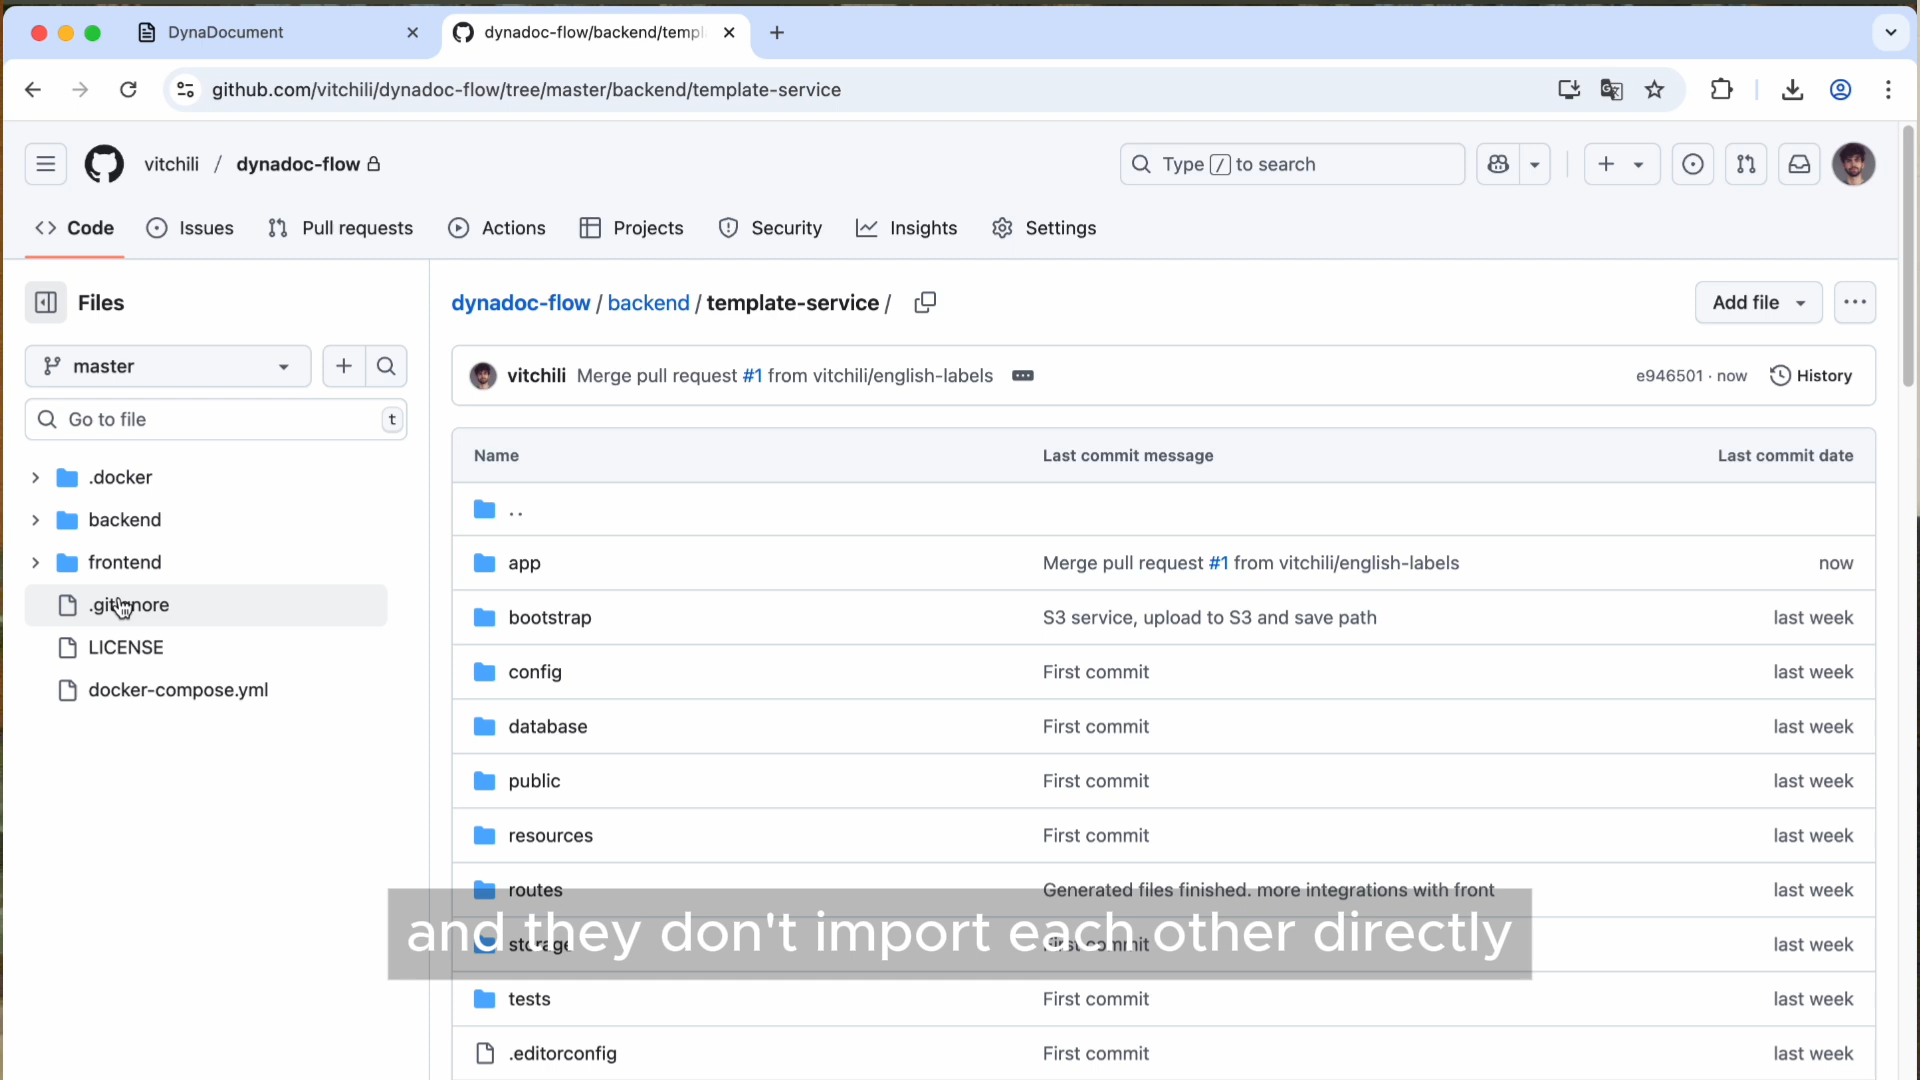 DynaDocument
dynadoc-flow/backend/templ
github.com/vitchili/dynadoc-flow/tree/master/backend/template-service
vitchili / dynadoc-flow
Type / to search
Code
Issues
Pull requests
Actions
Projects
Security
Insights
Settings
Files
master
Go to file
t
.docker
backend
frontend
.gitignore
LICENSE
docker-compose.yml
dynadoc-flow / backend / template-service /
Add file
vitchili Merge pull request #1 from vitchili/english-labels
e946501 · now
History
Name Last commit message Last commit date
..
app Merge pull request #1 from vitchili/english-labels now
bootstrap S3 service, upload to S3 and save path last week
config First commit last week
database First commit last week
public First commit last week
resources First commit last week
routes Generated files finished. more integrations with front last week
storage First commit last week
and they don't import each other directly
tests First commit last week
.editorconfig First commit last week